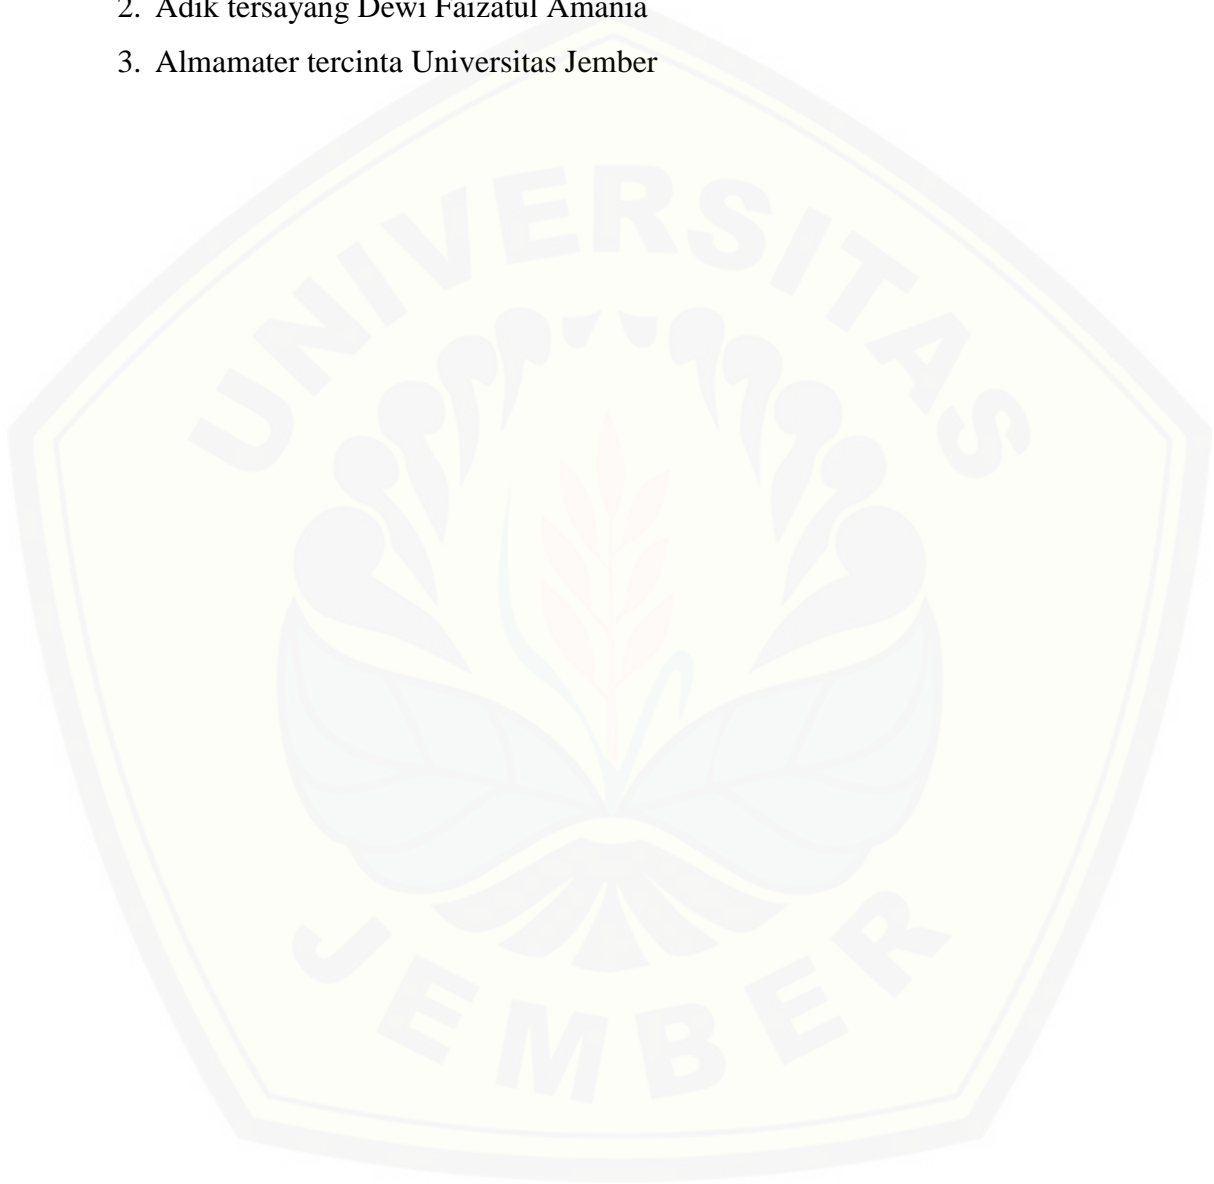 2. Adik tersayang Dewi Faizatul Amania
3. Almamater tercinta Universitas Jember
UNIVERSITAS
JEMBER